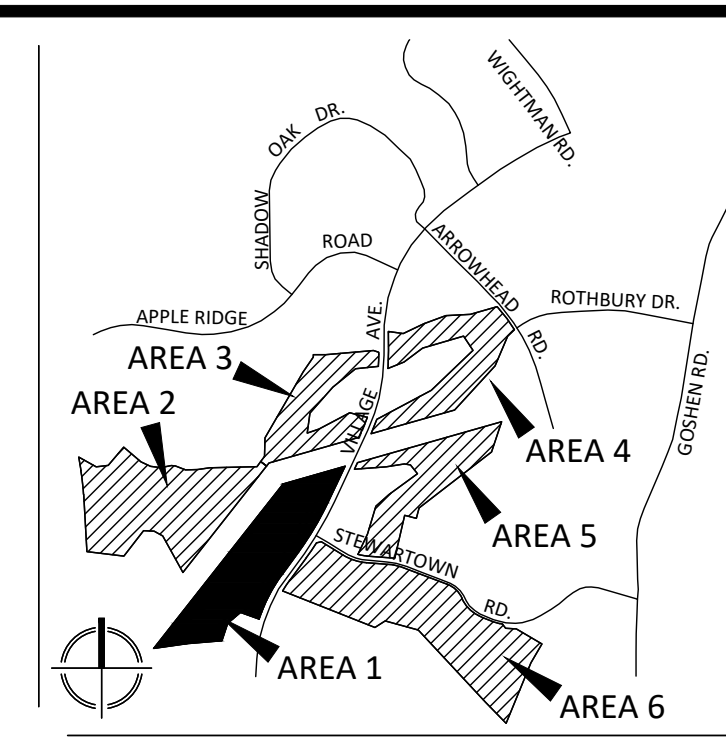 WIGHTMAN RD.
SHADOW OAK DR.
ROAD
ARROWHEAD RD.
ROTHBURY DR.
APPLE RIDGE
VILLAGE AVE.
AREA 3
GOSHEN RD.
AREA 2
AREA 4
AREA 5
STEWARTOWN RD.
AREA 1
AREA 6